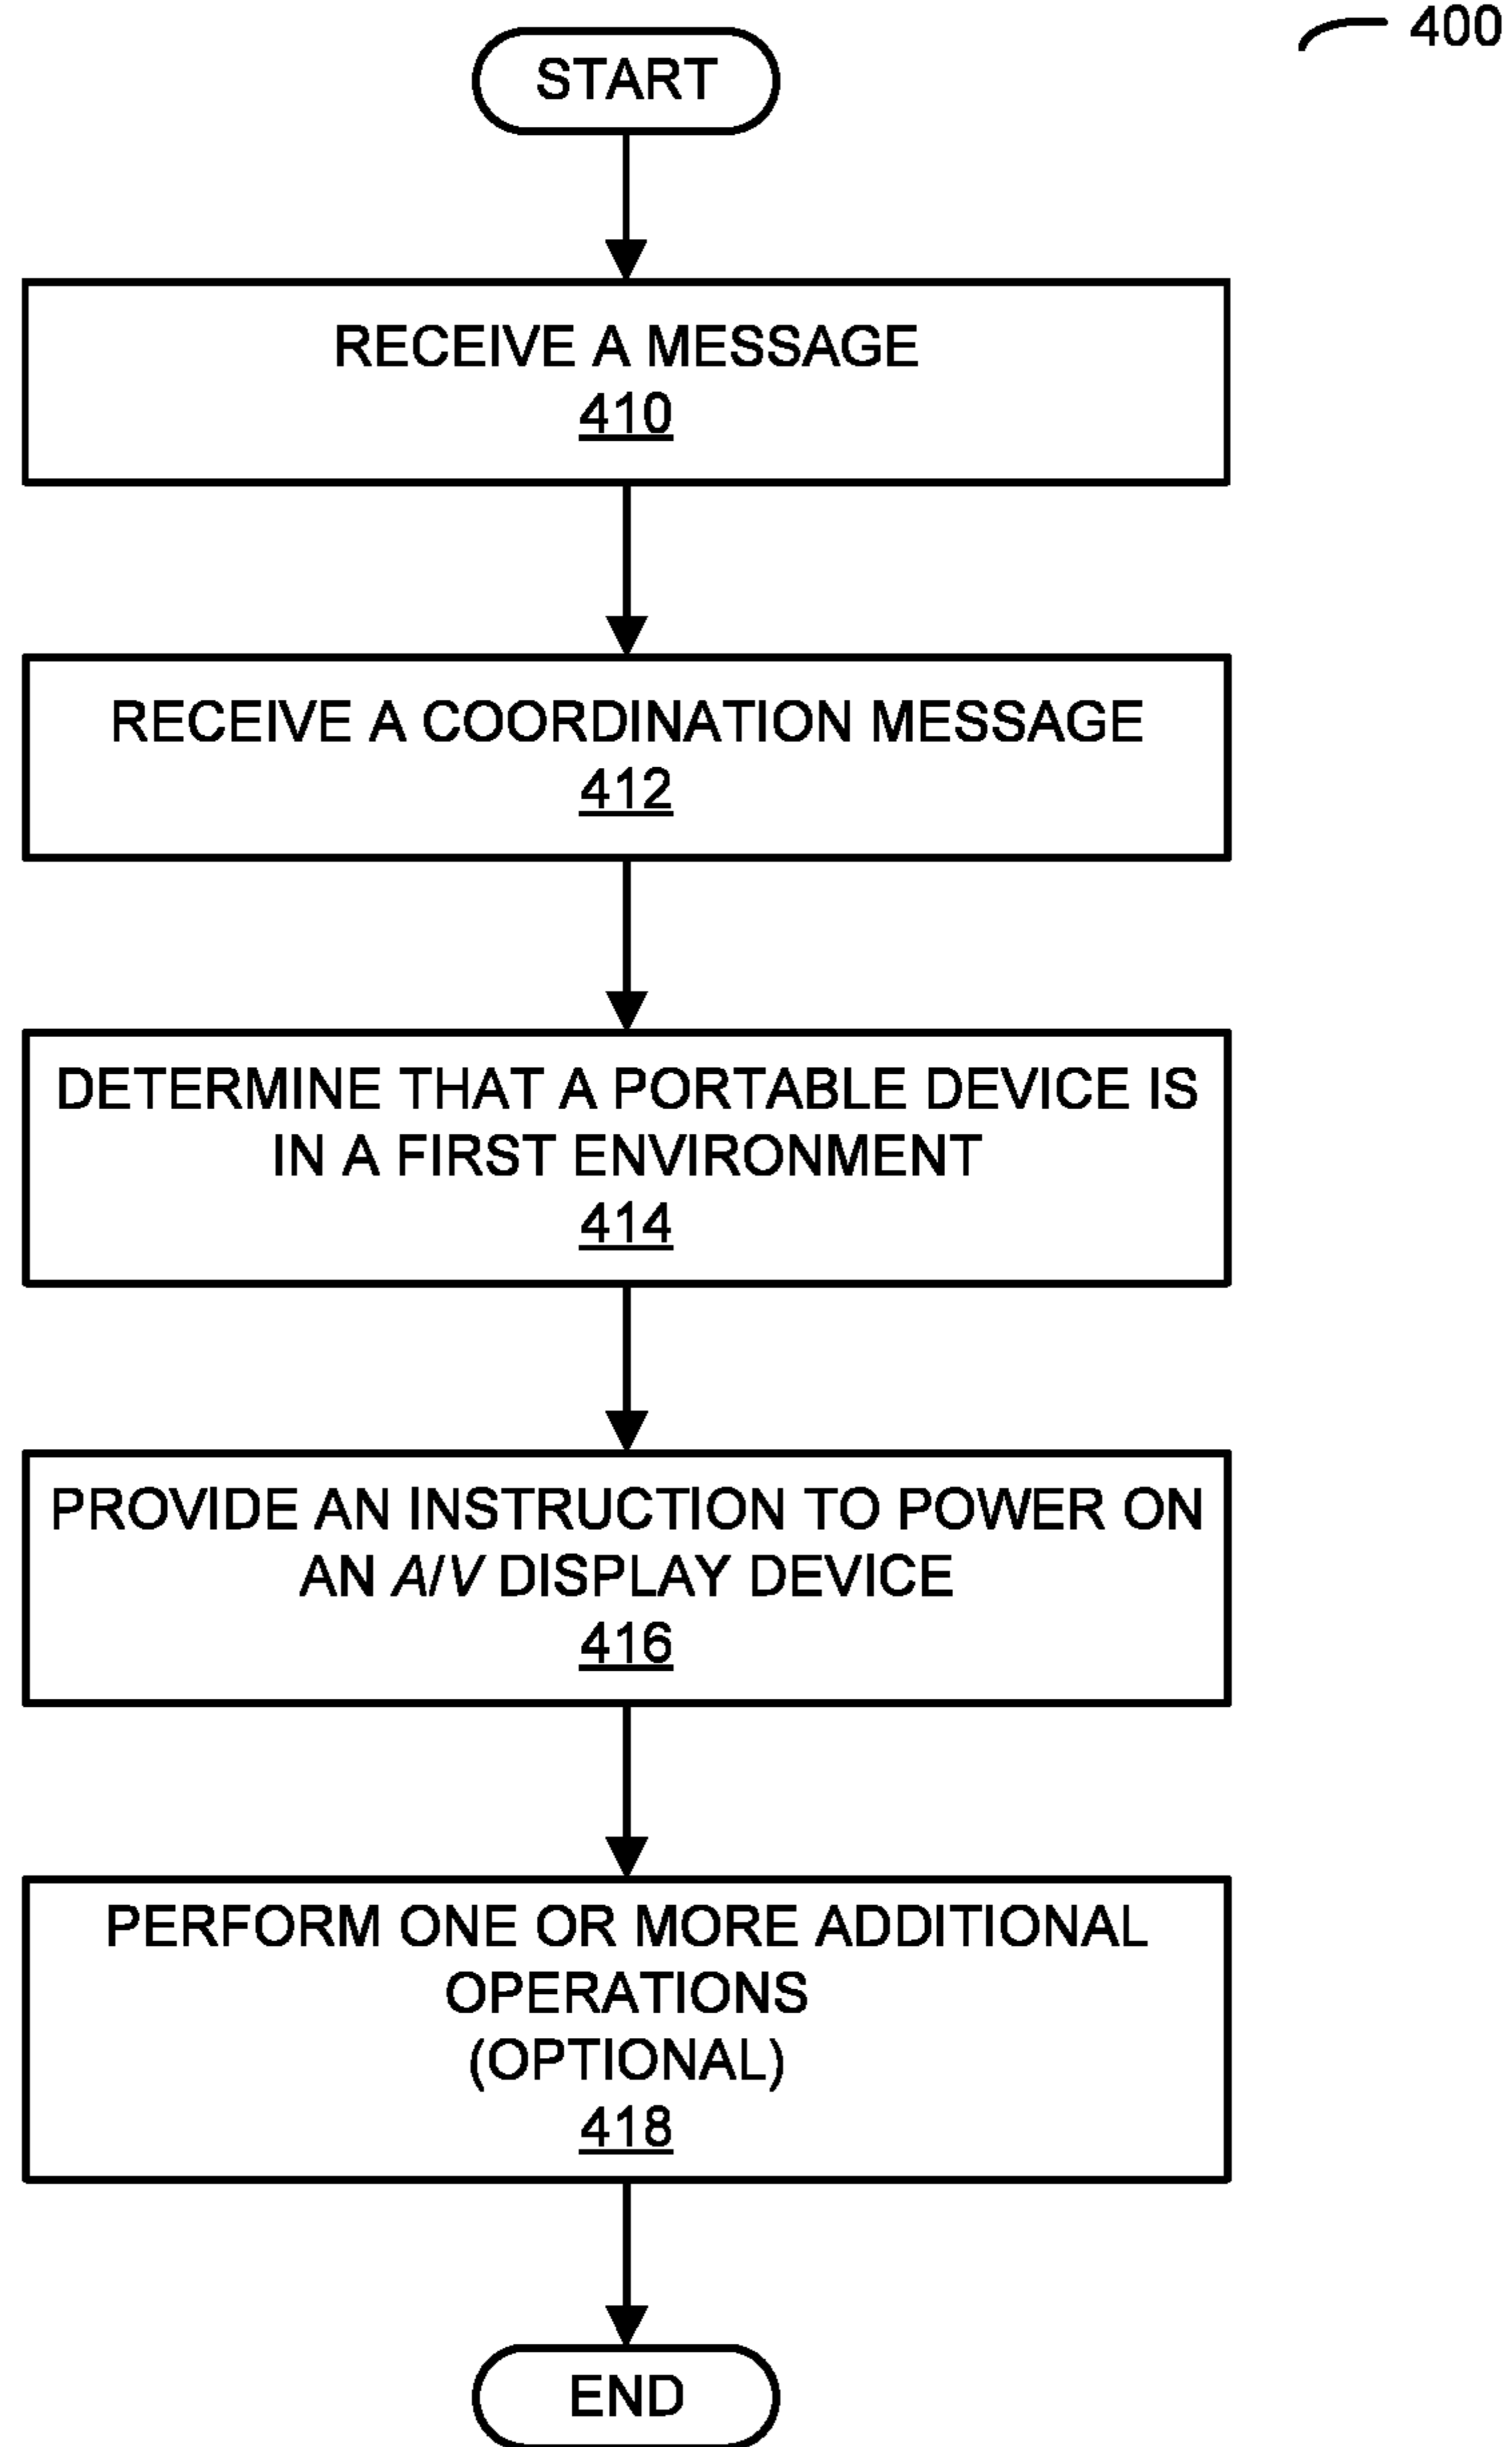 400
START
RECEIVE A MESSAGE
410
RECEIVE A COORDINATION MESSAGE
412
DETERMINE THAT A PORTABLE DEVICE IS
IN A FIRST ENVIRONMENT
414
PROVIDE AN INSTRUCTION TO POWER ON
AN A/V DISPLAY DEVICE
416
PERFORM ONE OR MORE ADDITIONAL
OPERATIONS
(OPTIONAL)
418
END